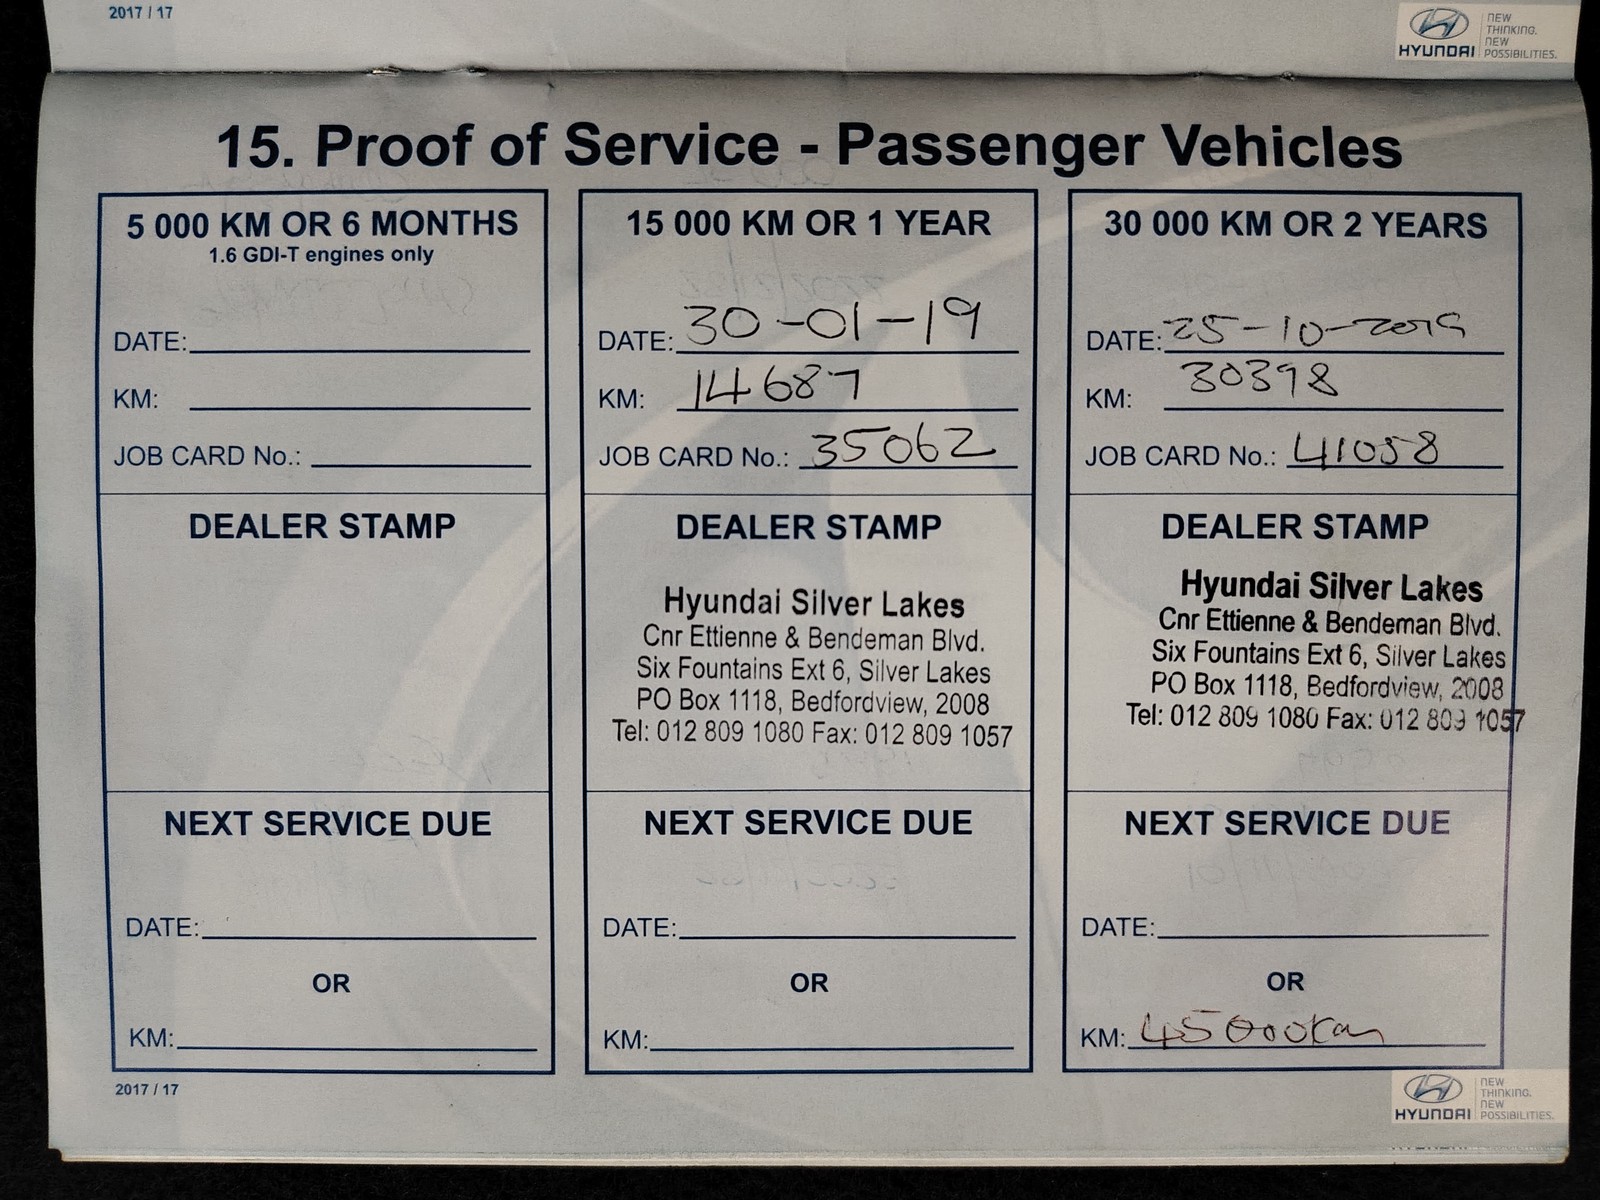 2017 / 17
HYUNDAI
NEW
THINKING.
NEW
POSSIBILITIES.
15. Proof of Service - Passenger Vehicles
5 000 KM OR 6 MONTHS
1.6 GDI-T engines only
DATE:
KM:
JOB CARD No.:
DEALER STAMP
NEXT SERVICE DUE
DATE:
OR
KM:
15 000 KM OR 1 YEAR
DATE: 30-01-19
KM: 14687
JOB CARD No.: 35062
DEALER STAMP
Hyundai Silver Lakes
Cnr Ettienne & Bendeman Blvd.
Six Fountains Ext 6, Silver Lakes
PO Box 1118, Bedfordview, 2008
Tel: 012 809 1080 Fax: 012 809 1057
NEXT SERVICE DUE
DATE:
OR
KM:
30 000 KM OR 2 YEARS
DATE: 25-10-2019
KM: 30398
JOB CARD No.: 41058
DEALER STAMP
Hyundai Silver Lakes
Cnr Ettienne & Bendeman Blvd.
Six Fountains Ext 6, Silver Lakes
PO Box 1118, Bedfordview, 2008
Tel: 012 809 1080 Fax: 012 809 1057
NEXT SERVICE DUE
DATE:
OR
KM: 45000km
2017 / 17
HYUNDAI
NEW
THINKING.
NEW
POSSIBILITIES.